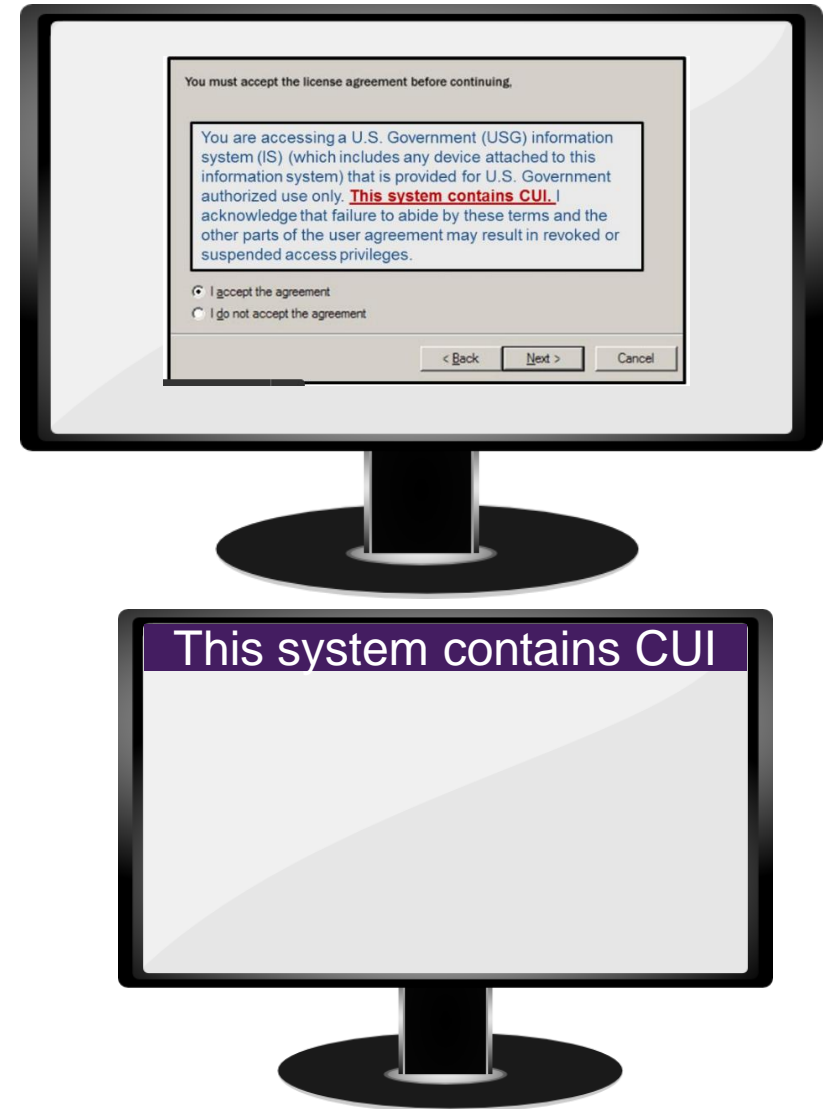 You must accept the license agreement before continuing.
You are accessing a U.S. Government (USG) information
system (IS) (which includes any device attached to this
information system) that is provided for U.S. Government
authorized use only. This system contains CUI. I
acknowledge that failure to abide by these terms and the
other parts of the user agreement may result in revoked or
suspended access privileges.
I accept the agreement
I do not accept the agreement
< Back Next > Cancel
This system contains CUI